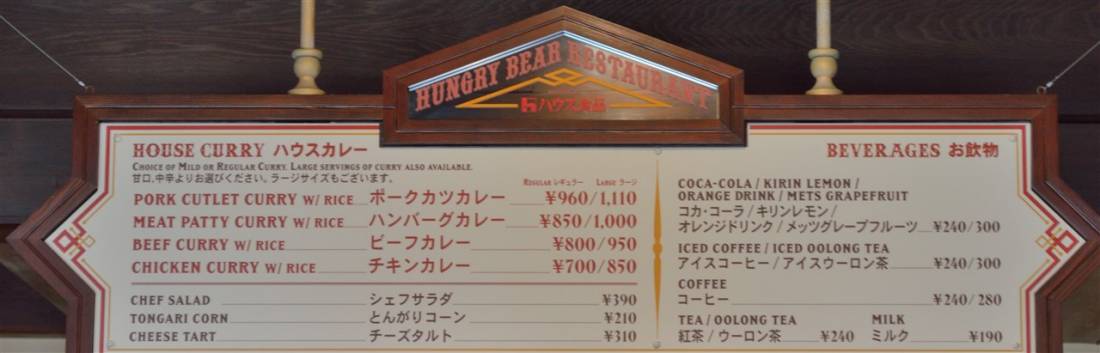 HUNGRY BEAR RESTAURANT
ハウス食品
HOUSE CURRY ハウスカレー
CHOICE OF MILD OR REGULAR CURRY. LARGE SERVINGS OF CURRY ALSO AVAILABLE.
甘口、中辛よりお選びください。ラージサイズもございます。
REGULAR レギュラー LARGE ラージ
PORK CUTLET CURRY W/ RICE ポークカツカレー ¥960/1,110
MEAT PATTY CURRY W/ RICE ハンバーグカレー ¥850/1,000
BEEF CURRY W/ RICE ビーフカレー ¥800/950
CHICKEN CURRY W/ RICE チキンカレー ¥700/850
CHEF SALAD シェフサラダ ¥390
TONGARI CORN とんがりコーン ¥210
CHEESE TART チーズタルト ¥310
BEVERAGES お飲物
COCA-COLA / KIRIN LEMON /
ORANGE DRINK / METS GRAPEFRUIT
コカ・コーラ / キリンレモン /
オレンジドリンク / メッツグレープフルーツ ¥240/300
ICED COFFEE / ICED OOLONG TEA
アイスコーヒー / アイスウーロン茶 ¥240/300
COFFEE
コーヒー ¥240/280
TEA / OOLONG TEA MILK
紅茶 / ウーロン茶 ¥240 ミルク ¥190